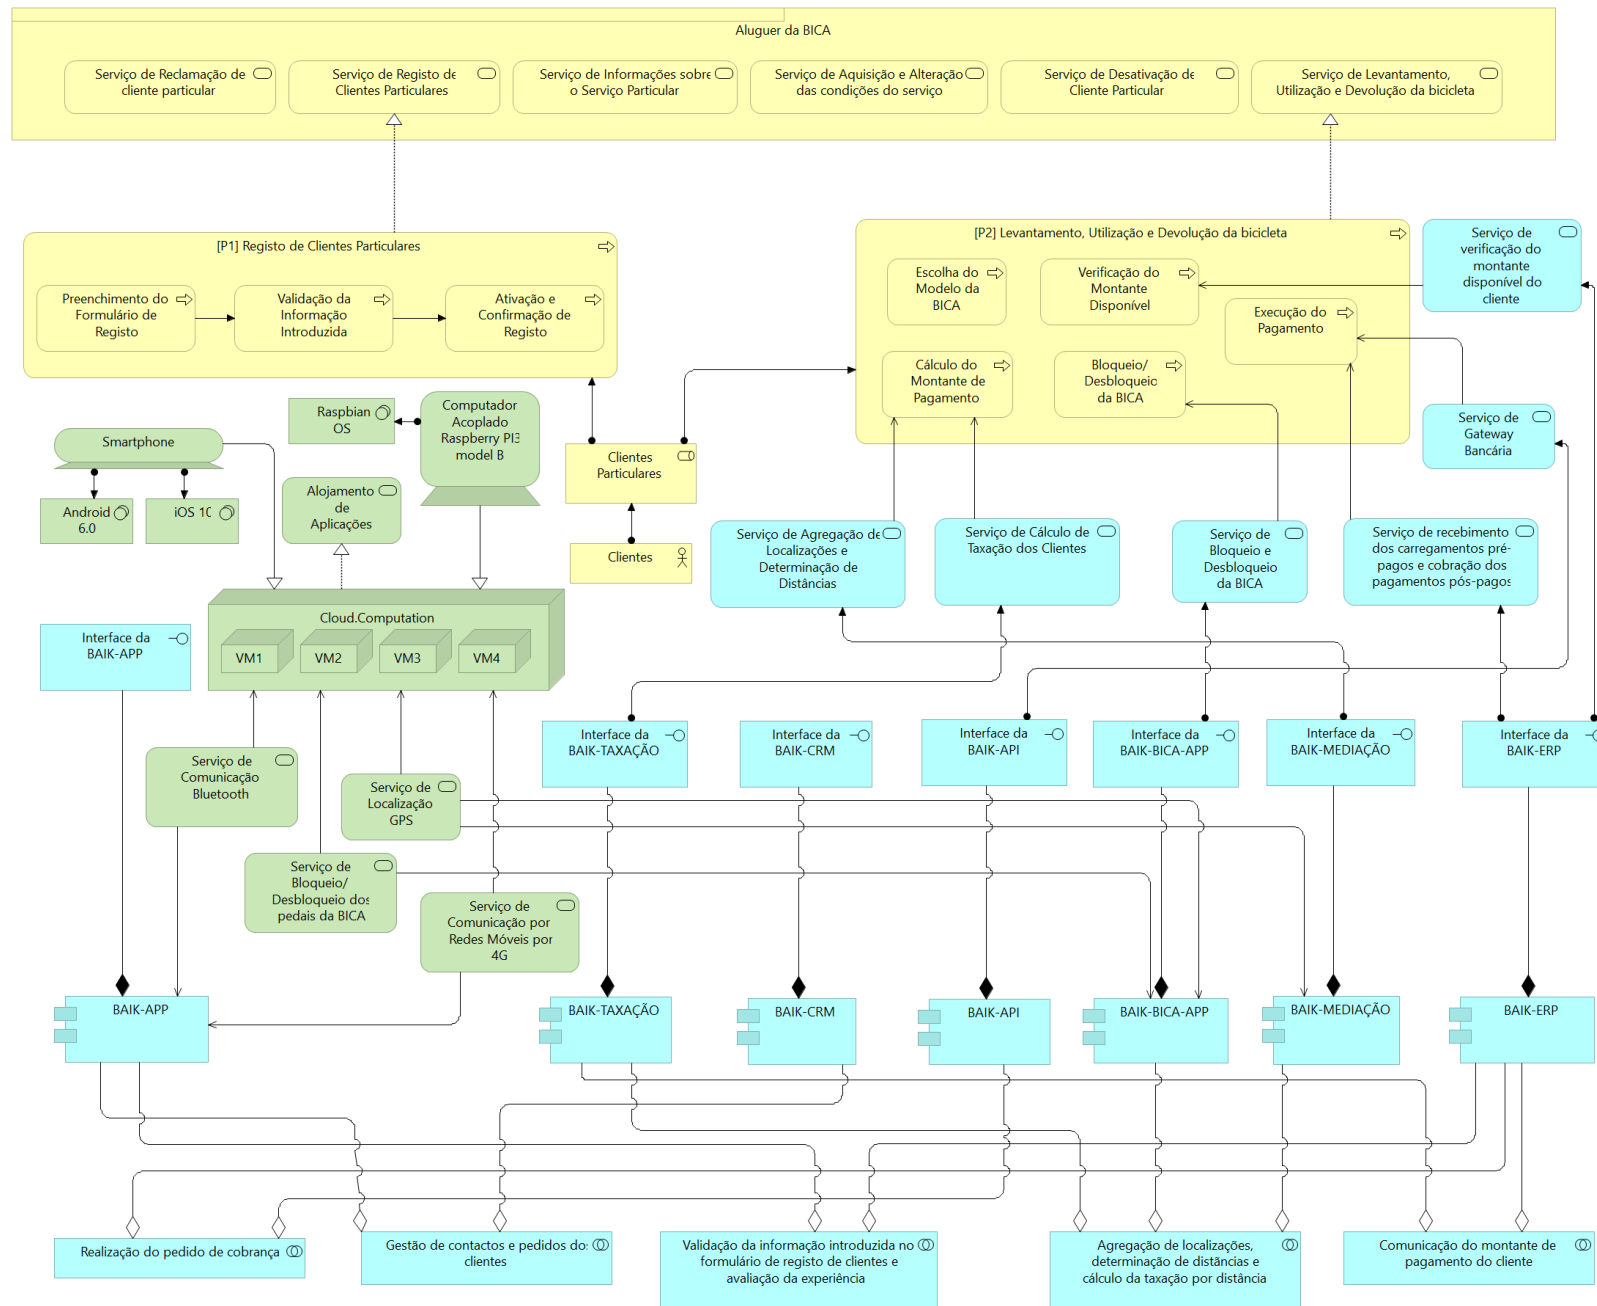 Aluguer da BICA
Serviço de Reclamação de
cliente particular
Serviço de Registo de
Clientes Particulares
Serviço de Informações sobre
o Serviço Particular
Serviço de Aquisição e Alteração
das condições do serviço
Serviço de Desativação de
Cliente Particular
Serviço de Levantamento,
Utilização e Devolução da bicicleta
[P1] Registo de Clientes Particulares
Preenchimento do
Formulário de
Registo
Validação da
Informação
Introduzida
Ativação e
Confirmação de
Registo
[P2] Levantamento, Utilização e Devolução da bicicleta
Escolha do
Modelo da
BICA
Verificação do
Montante
Disponível
Execução do
Pagamento
Cálculo do
Montante de
Pagamento
Bloqueio/
Desbloqueio
da BICA
Serviço de
verificação do
montante
disponível do
cliente
Serviço de
Gateway
Bancária
Raspbian
OS
Computador
Acoplado
Raspberry PI3
model B
Smartphone
Android
6.0
iOS 10
Alojamento
de
Aplicações
Clientes
Particulares
Clientes
Serviço de Agregação de
Localizações e
Determinação de
Distâncias
Serviço de Cálculo de
Taxação dos Clientes
Serviço de
Bloqueio e
Desbloqueio
da BICA
Serviço de recebimento
dos carregamentos pré-
pagos e cobração dos
pagamentos pós-pagos
Cloud.Computation
VM1
VM2
VM3
VM4
Interface da
BAIK-APP
Interface da
BAIK-TAXAÇÃO
Interface da
BAIK-CRM
Interface da
BAIK-API
Interface da
BAIK-BICA-APP
Interface da
BAIK-MEDIAÇÃO
Interface da
BAIK-ERP
Serviço de
Comunicação
Bluetooth
Serviço de
Localização
GPS
Serviço de
Bloqueio/
Desbloqueio dos
pedais da BICA
Serviço de
Comunicação por
Redes Móveis por
4G
BAIK-APP
BAIK-TAXAÇÃO
BAIK-CRM
BAIK-API
BAIK-BICA-APP
BAIK-MEDIAÇÃO
BAIK-ERP
Realização do pedido de cobrança
Gestão de contactos e pedidos dos
clientes
Validação da informação introduzida no
formulário de registo de clientes e
avaliação da experiência
Agregação de localizações,
determinação de distâncias e
cálculo da taxação por distância
Comunicação do montante de
pagamento do cliente